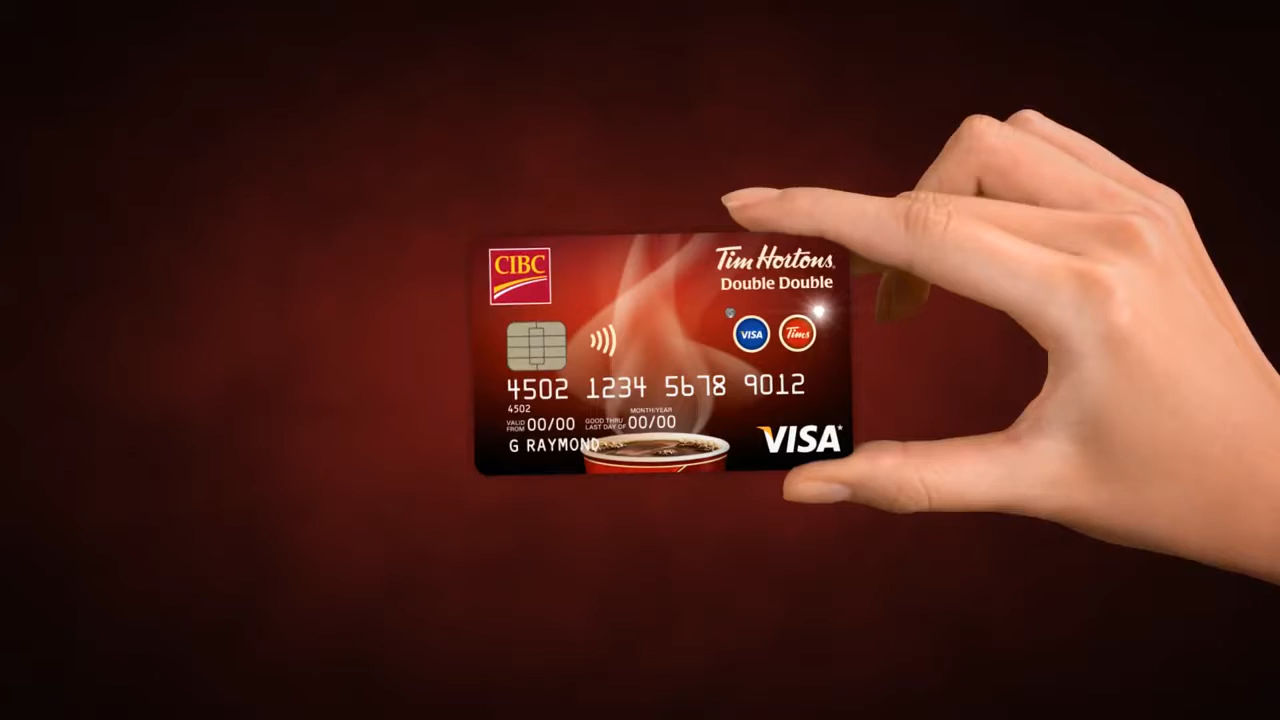 CIBC
Tim Hortons
Double Double
VISA
Tims
4502 1234 5678 9012
4502
MONTH/YEAR
VALID FROM 00/00 GOOD THRU LAST DAY OF 00/00
G RAYMOND
VISA*